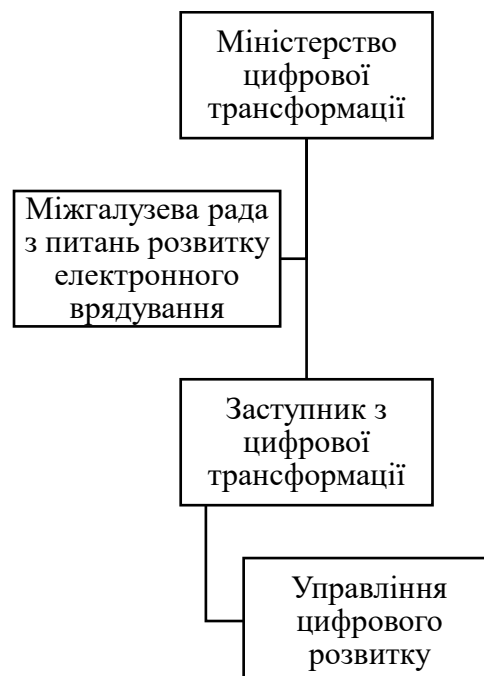 Міністерство
цифрової
трансформації
Міжгалузева рада
з питань розвитку
електронного
врядування
Заступник з
цифрової
трансформації
Управління
цифрового
розвитку